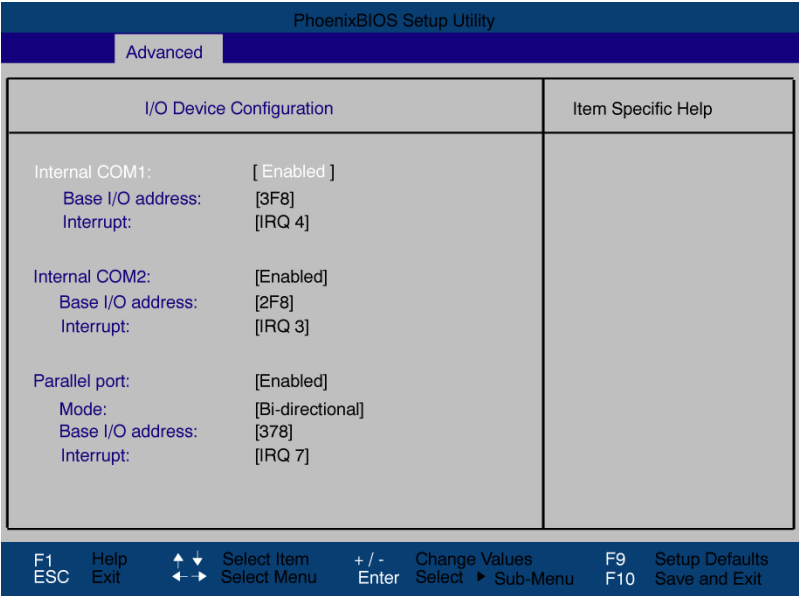 PhoenixBIOS Setup Utility
Advanced
I/O Device Configuration
Item Specific Help
Internal COM1: [ Enabled ]
Base I/O address: [3F8]
Interrupt: [IRQ 4]
Internal COM2: [Enabled]
Base I/O address: [2F8]
Interrupt: [IRQ 3]
Parallel port: [Enabled]
Mode: [Bi-directional]
Base I/O address: [378]
Interrupt: [IRQ 7]
F1 Help Select Item + / - Change Values F9 Setup Defaults
ESC Exit Select Menu Enter Select Sub-Menu F10 Save and Exit